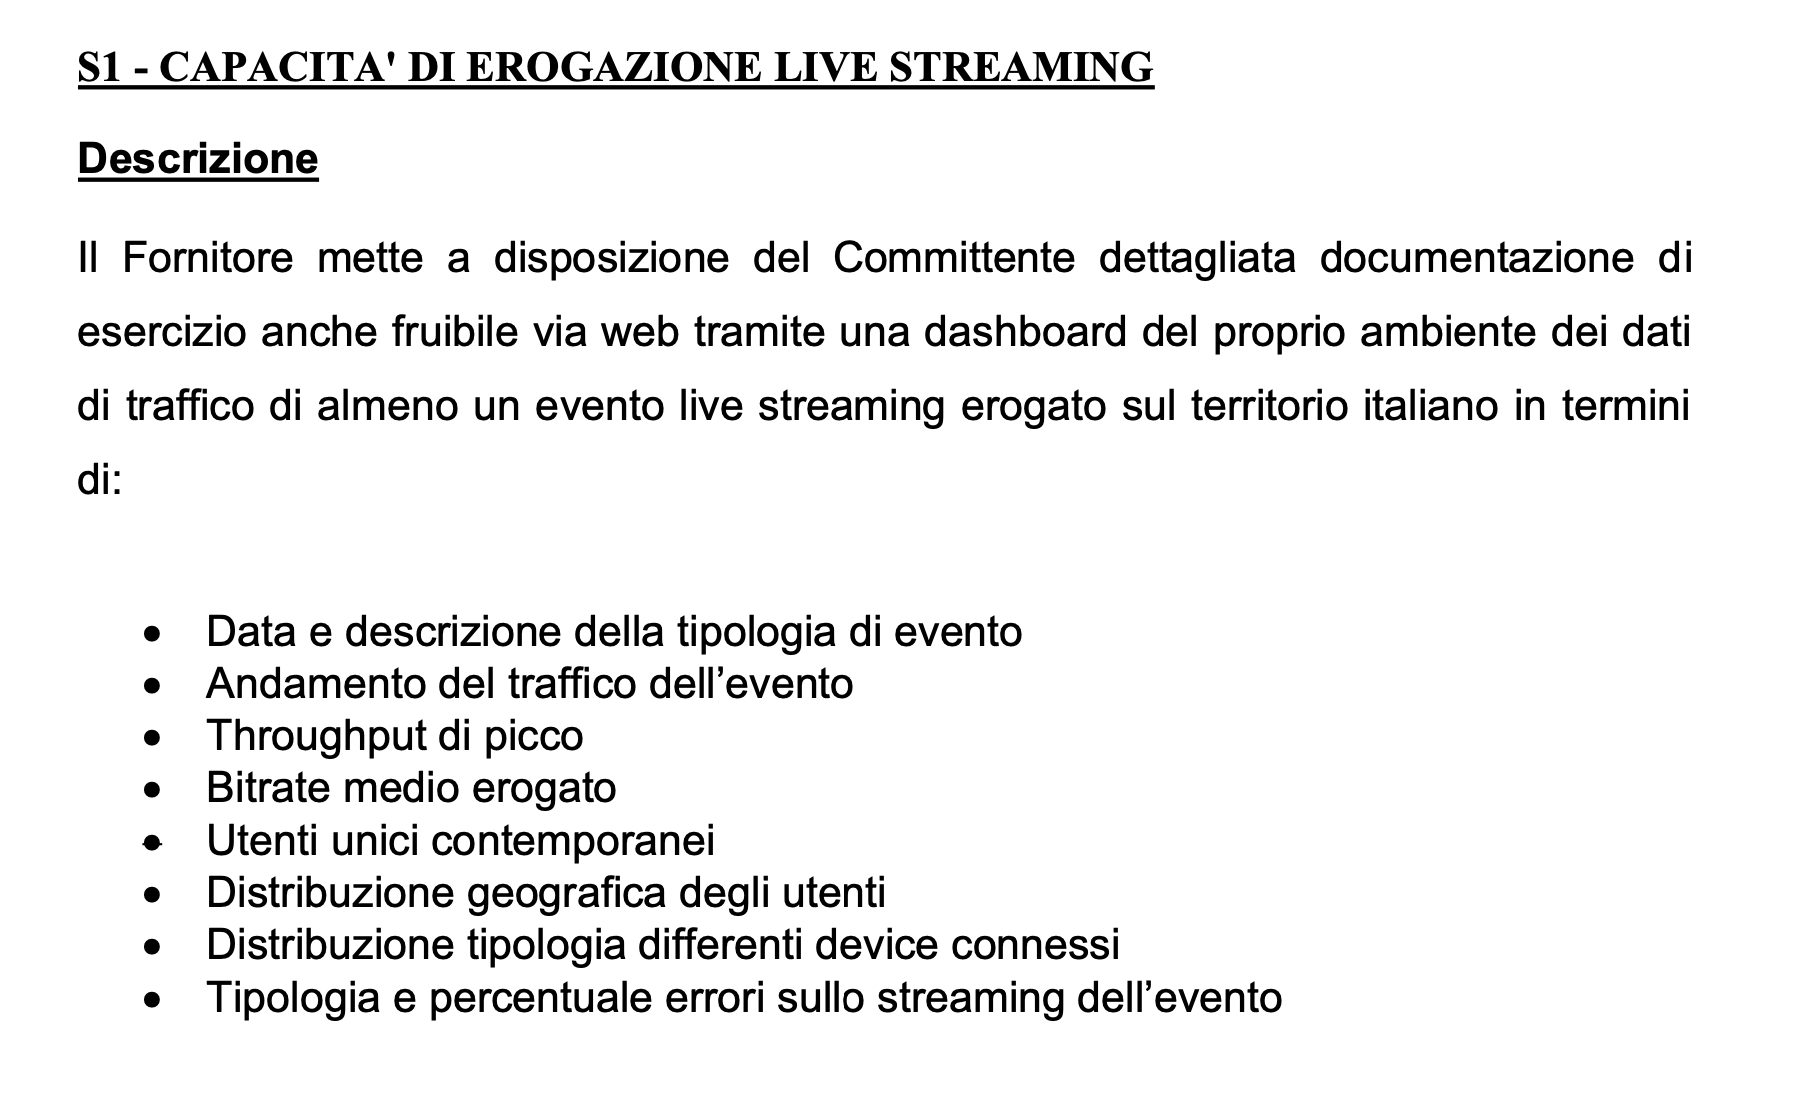 S1 - CAPACITA' DI EROGAZIONE LIVE STREAMING
Descrizione
Il Fornitore mette a disposizione del Committente dettagliata documentazione di
esercizio anche fruibile via web tramite una dashboard del proprio ambiente dei dati
di traffico di almeno un evento live streaming erogato sul territorio italiano in termini
di:
• Data e descrizione della tipologia di evento
• Andamento del traffico dell’evento
• Throughput di picco
• Bitrate medio erogato
• Utenti unici contemporanei
• Distribuzione geografica degli utenti
• Distribuzione tipologia differenti device connessi
• Tipologia e percentuale errori sullo streaming dell’evento